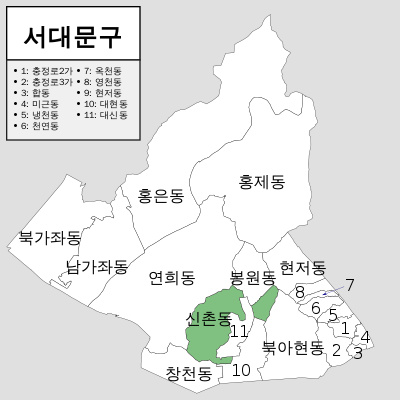 서대문구
• 1: 충정로2가 • 7: 옥천동
• 2: 충정로3가 • 8: 영천동
• 3: 합동 • 9: 현저동
• 4: 미근동 • 10: 대현동
• 5: 냉천동 • 11: 대신동
• 6: 천연동
홍제동
홍은동
북가좌동
남가좌동
연희동
봉원동
현저동
7
8
6
5
신촌동
11
1
4
북아현동
2
3
창천동
10